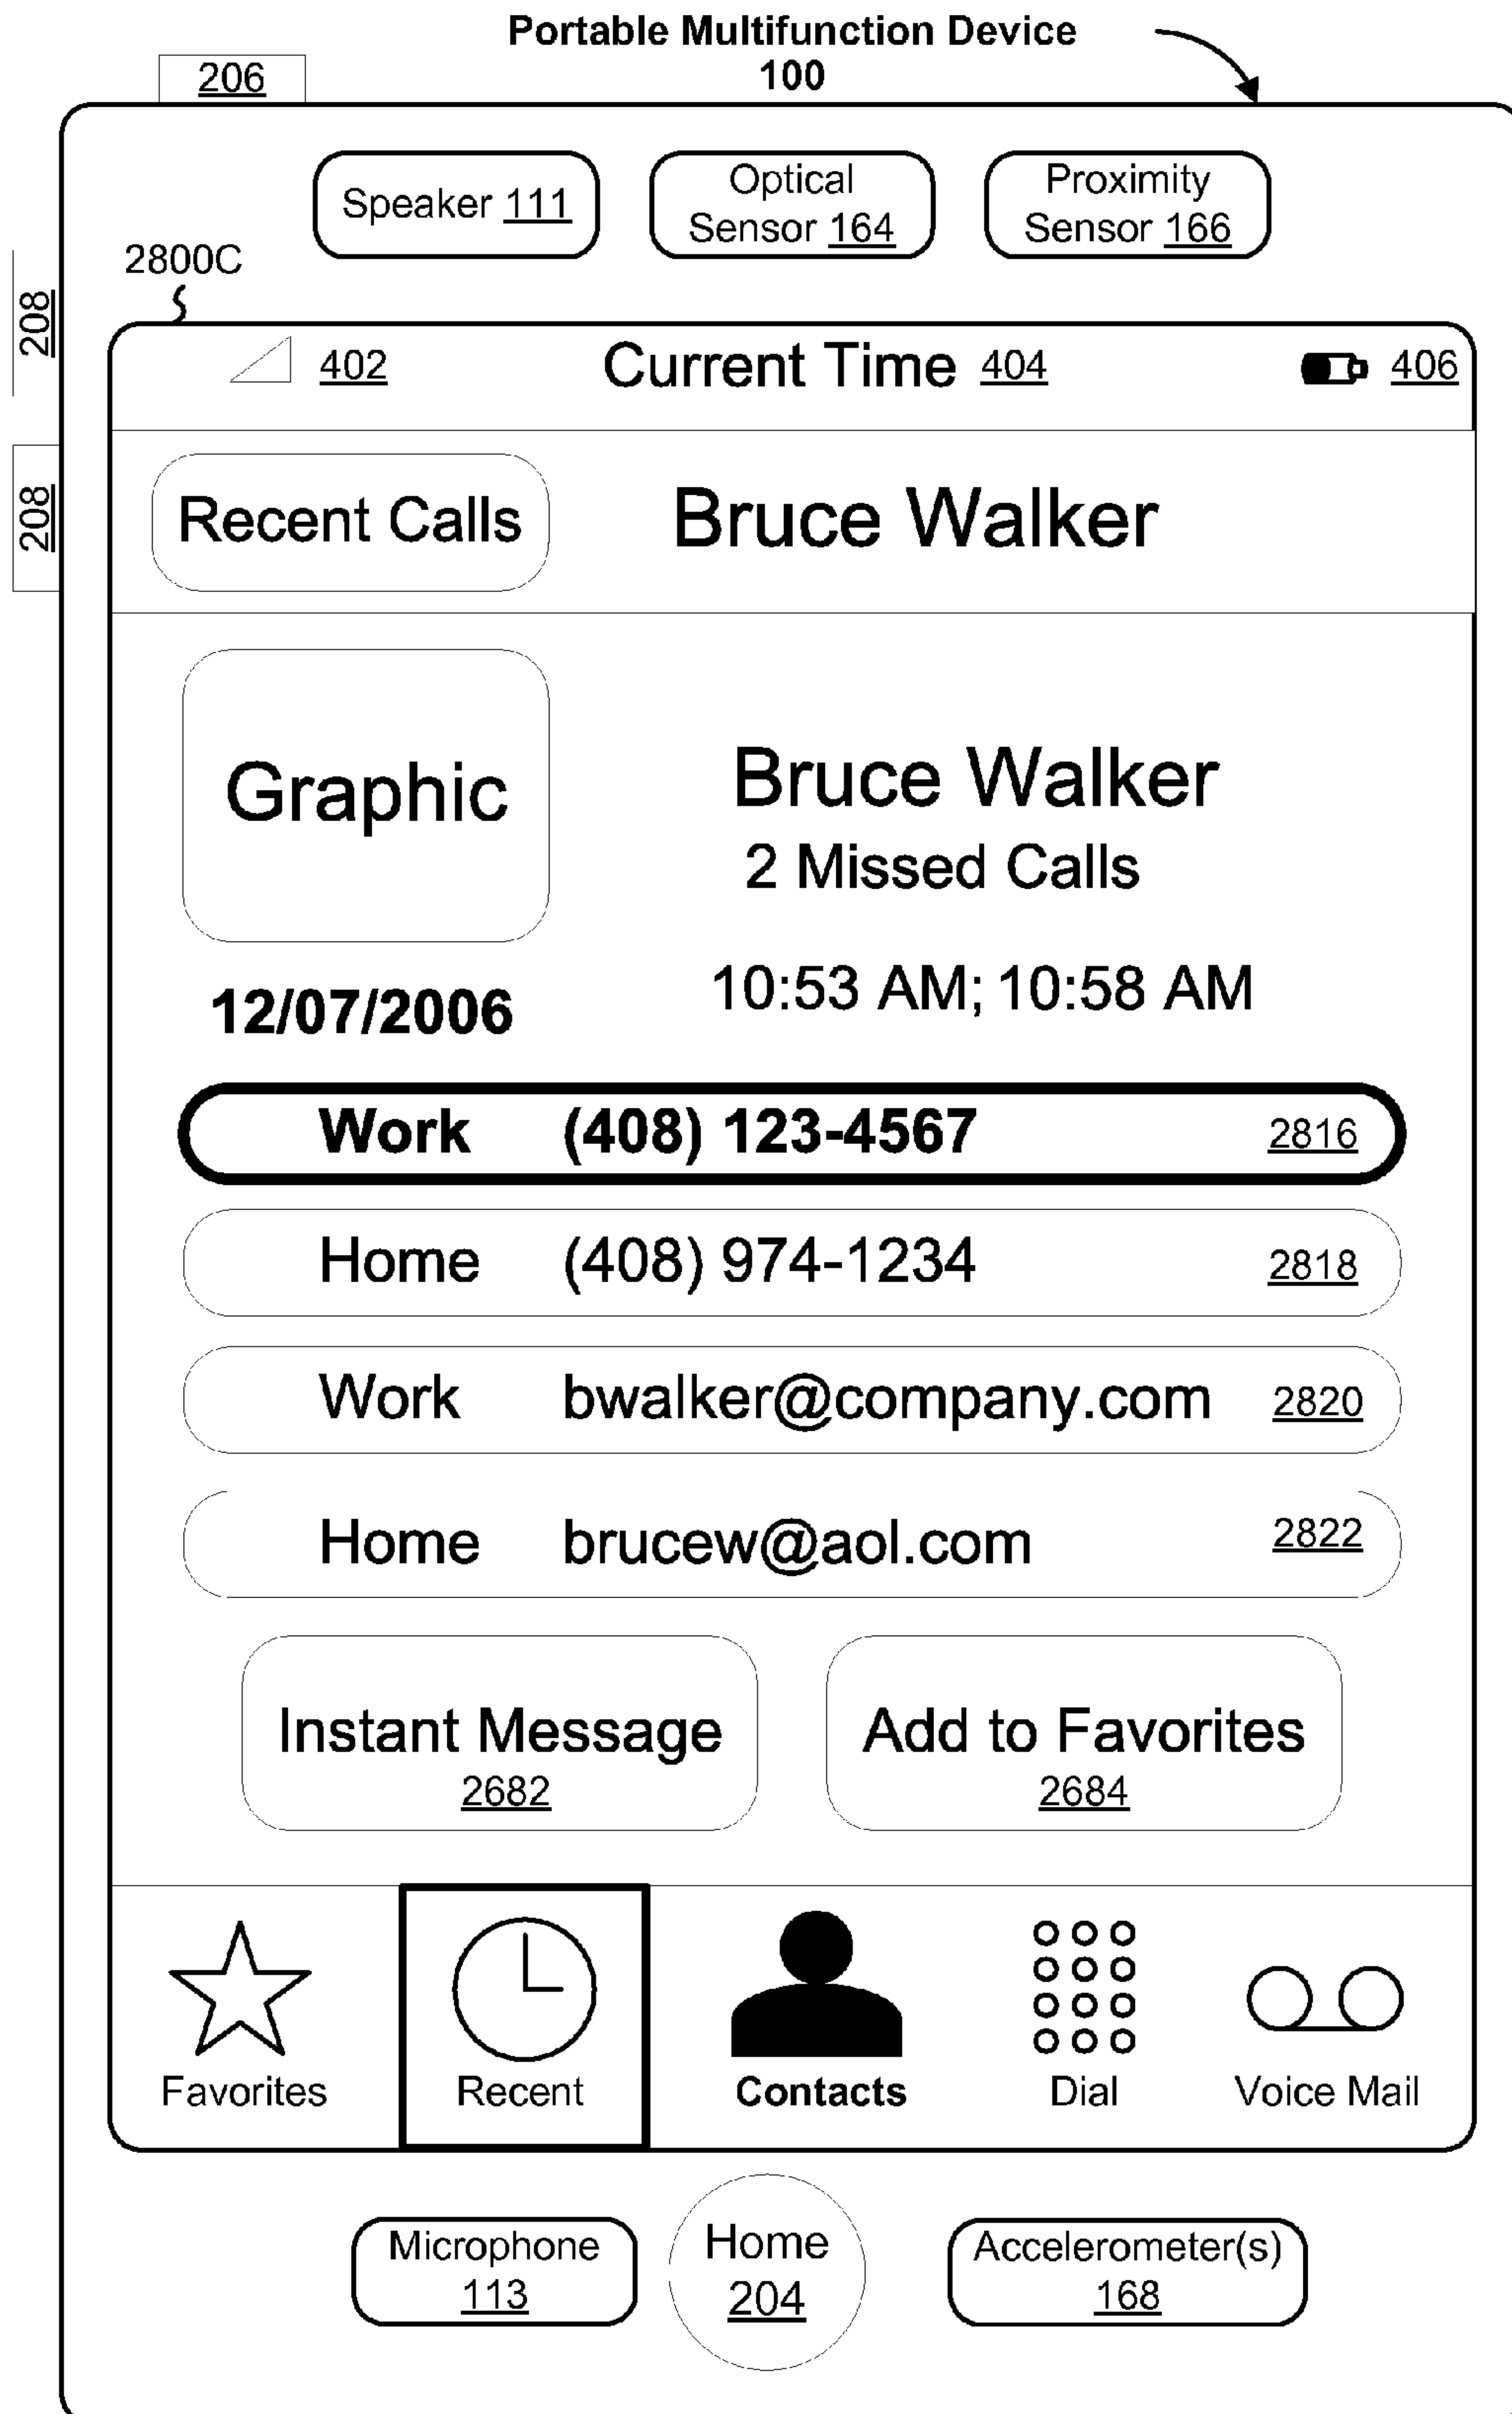 Portable Multifunction Device
100
206
Speaker 111
Optical
Sensor 164
Proximity
Sensor 166
2800C
208
402
Current Time 404
406
208
Recent Calls
Bruce Walker
Graphic
Bruce Walker
2 Missed Calls
12/07/2006
10:53 AM; 10:58 AM
Work (408) 123-4567 2816
Home (408) 974-1234 2818
Work bwalker@company.com 2820
Home brucew@aol.com 2822
Instant Message
2682
Add to Favorites
2684
Favorites
Recent
Contacts
Dial
Voice Mail
Microphone
113
Home
204
Accelerometer(s)
168